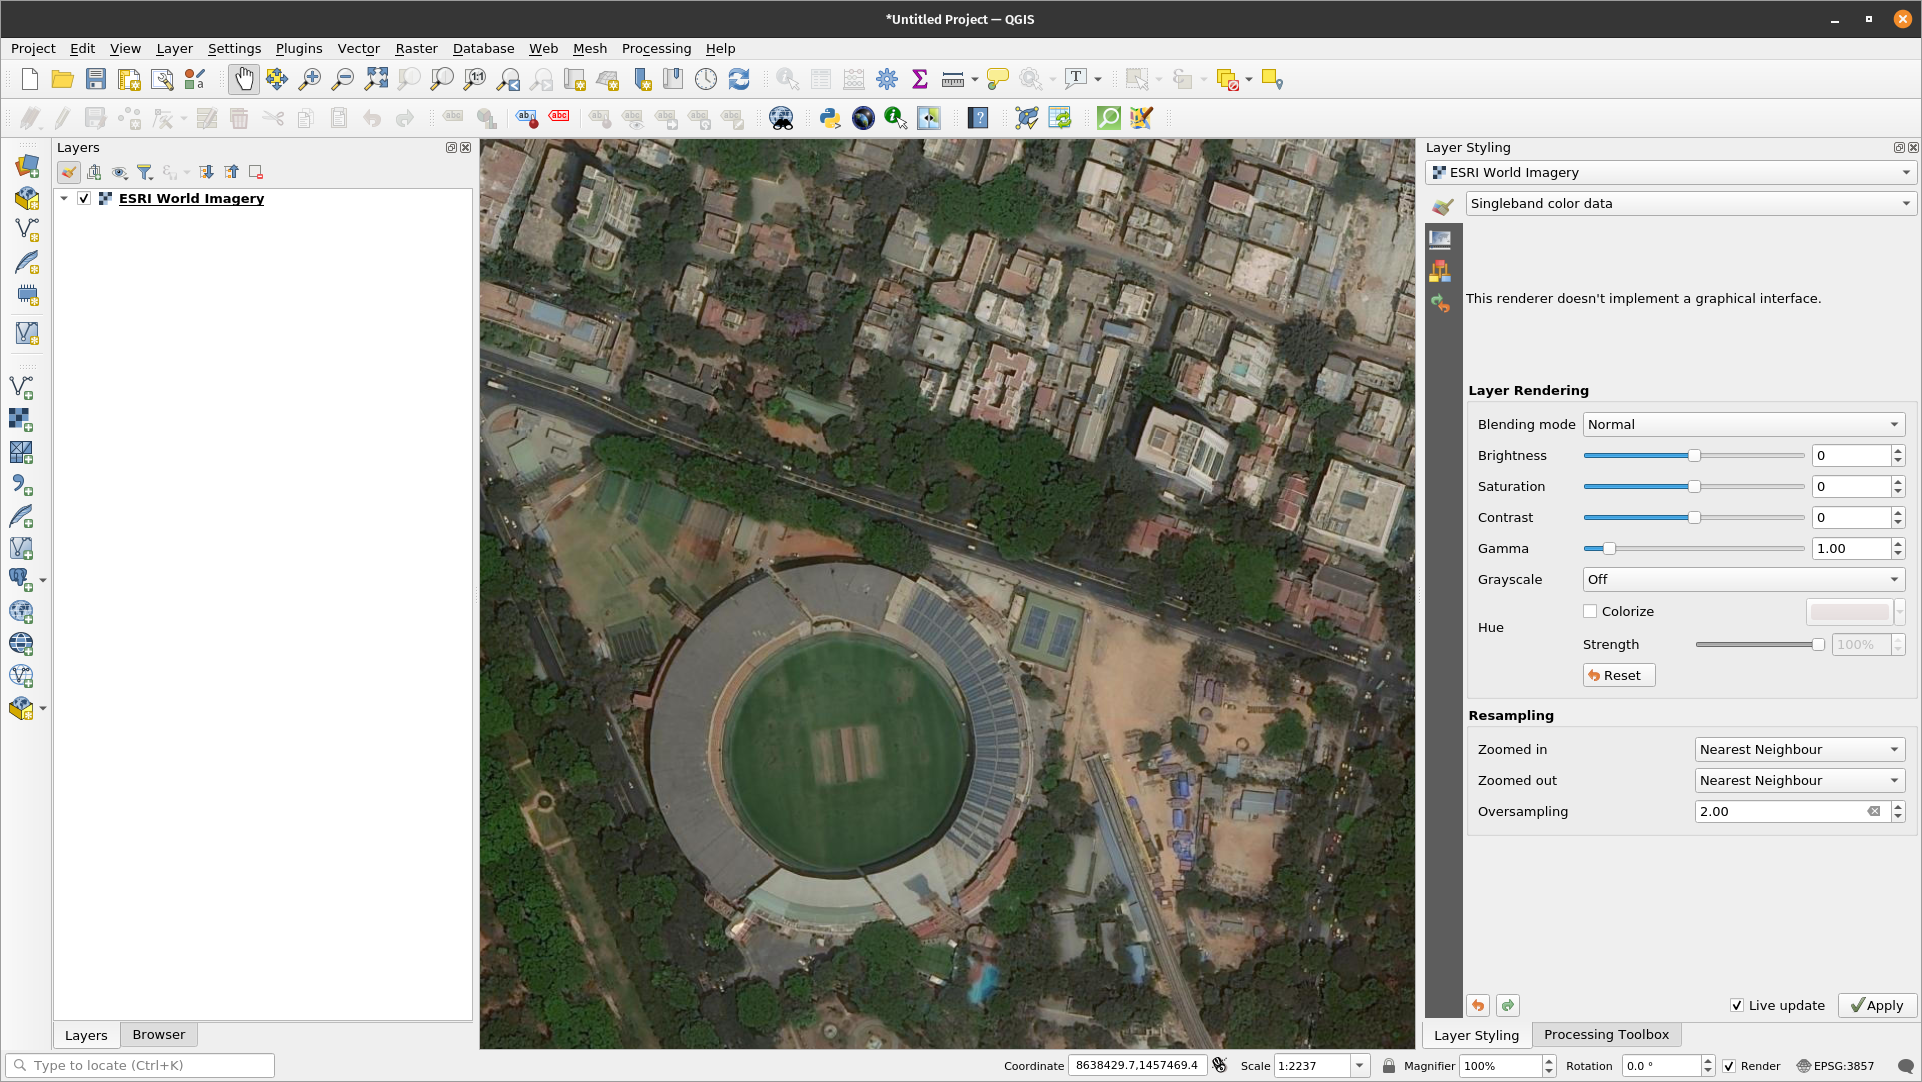 *Untitled Project — QGIS
Project Edit View Layer Settings Plugins Vector Raster Database Web Mesh Processing Help
Layers
ESRI World Imagery
Layers Browser
Layer Styling
ESRI World Imagery
Singleband color data
This renderer doesn't implement a graphical interface.
Layer Rendering
Blending mode Normal
Brightness 0
Saturation 0
Contrast 0
Gamma 1.00
Grayscale Off
Hue
Colorize
Strength 100%
Reset
Resampling
Zoomed in Nearest Neighbour
Zoomed out Nearest Neighbour
Oversampling 2.00
Live update Apply
Layer Styling Processing Toolbox
Type to locate (Ctrl+K) Coordinate 8638429.7,1457469.4 Scale 1:2237 Magnifier 100% Rotation 0.0 ° Render EPSG:3857